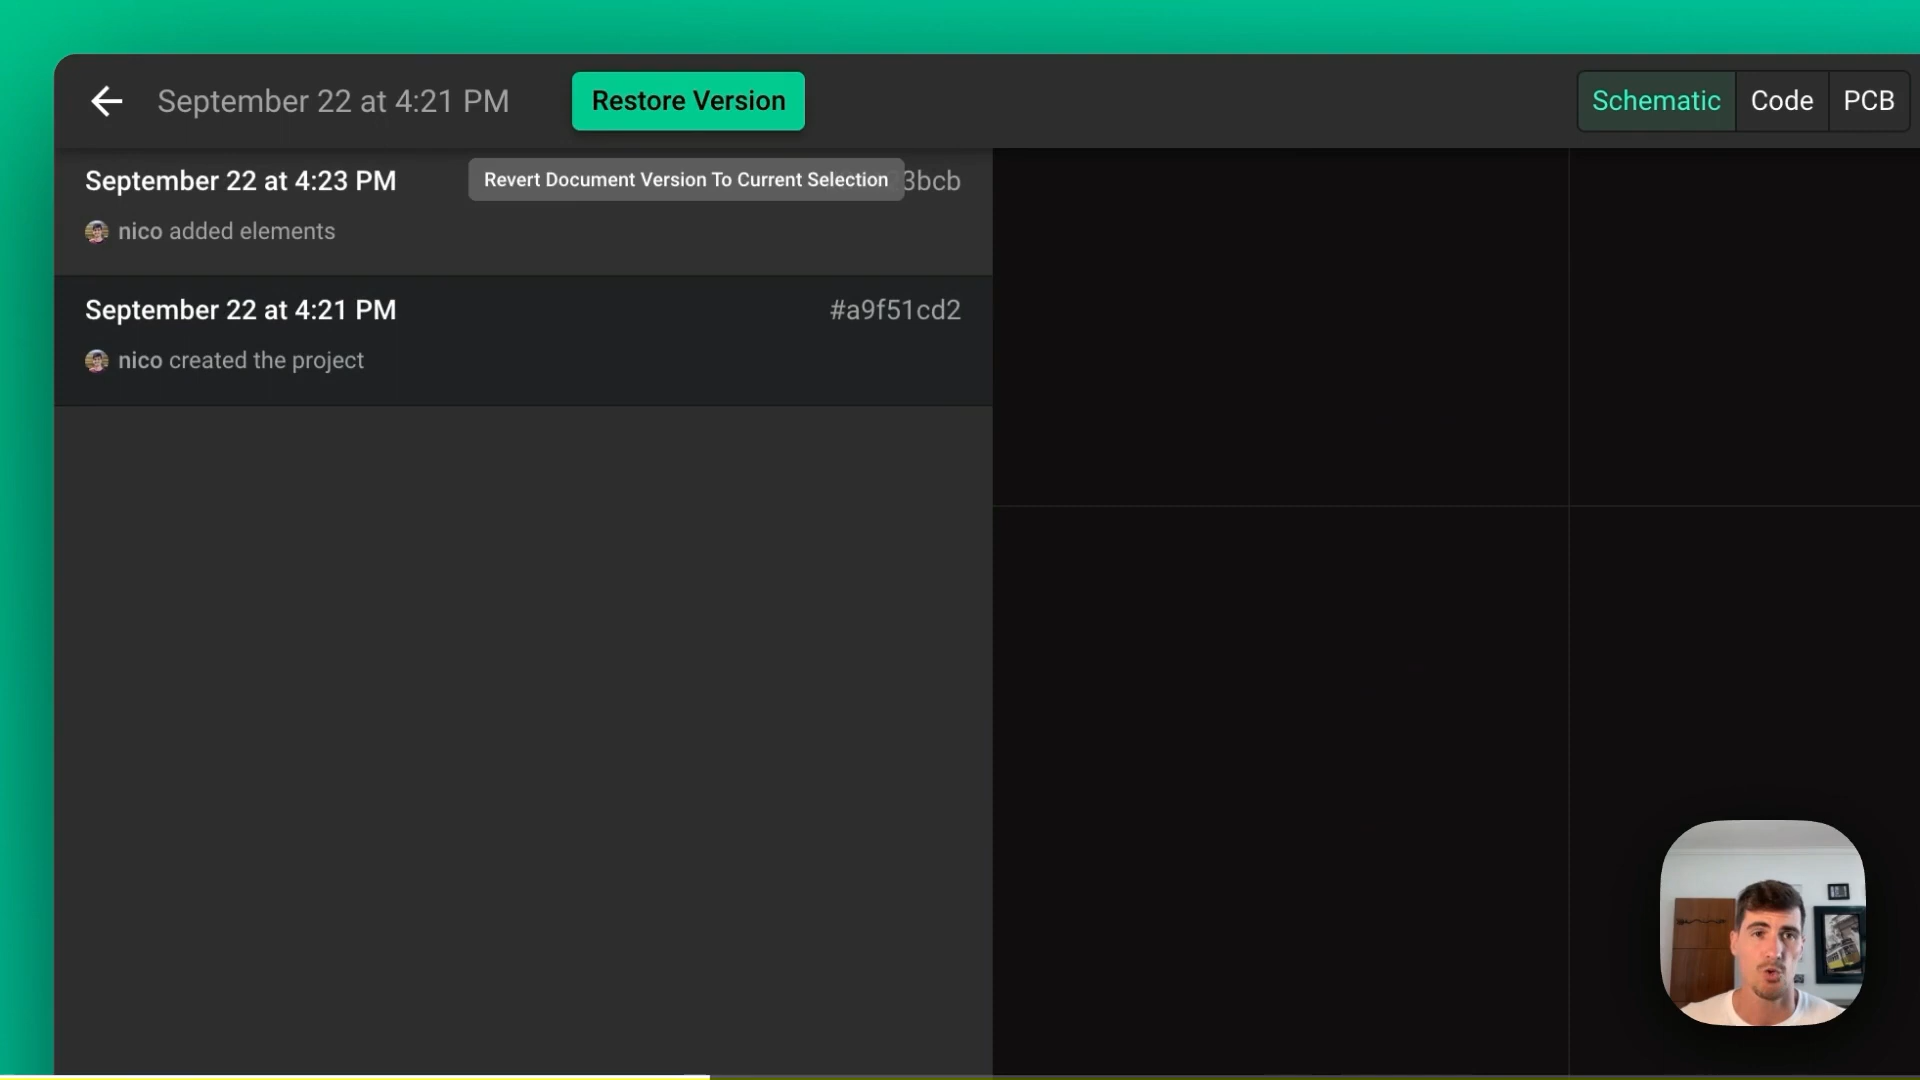 September 22 at 4:21 PM
Restore Version
Schematic
Code
PCB
September 22 at 4:23 PM
Revert Document Version To Current Selection
3bcb
nico added elements
September 22 at 4:21 PM
#a9f51cd2
nico created the project